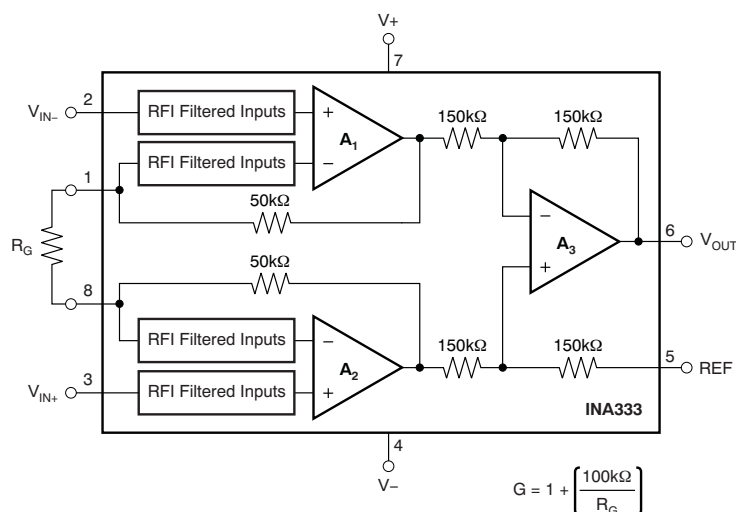 V+
7
V_IN− 2 RFI Filtered Inputs + A_1 150kΩ 150kΩ
1 RFI Filtered Inputs −
50kΩ
R_G
− A_3 6 V_OUT
+
50kΩ
8
RFI Filtered Inputs − A_2 150kΩ 150kΩ 5 REF
V_IN+ 3 RFI Filtered Inputs +
INA333
4
V−
G = 1 + [100kΩ / R_G]